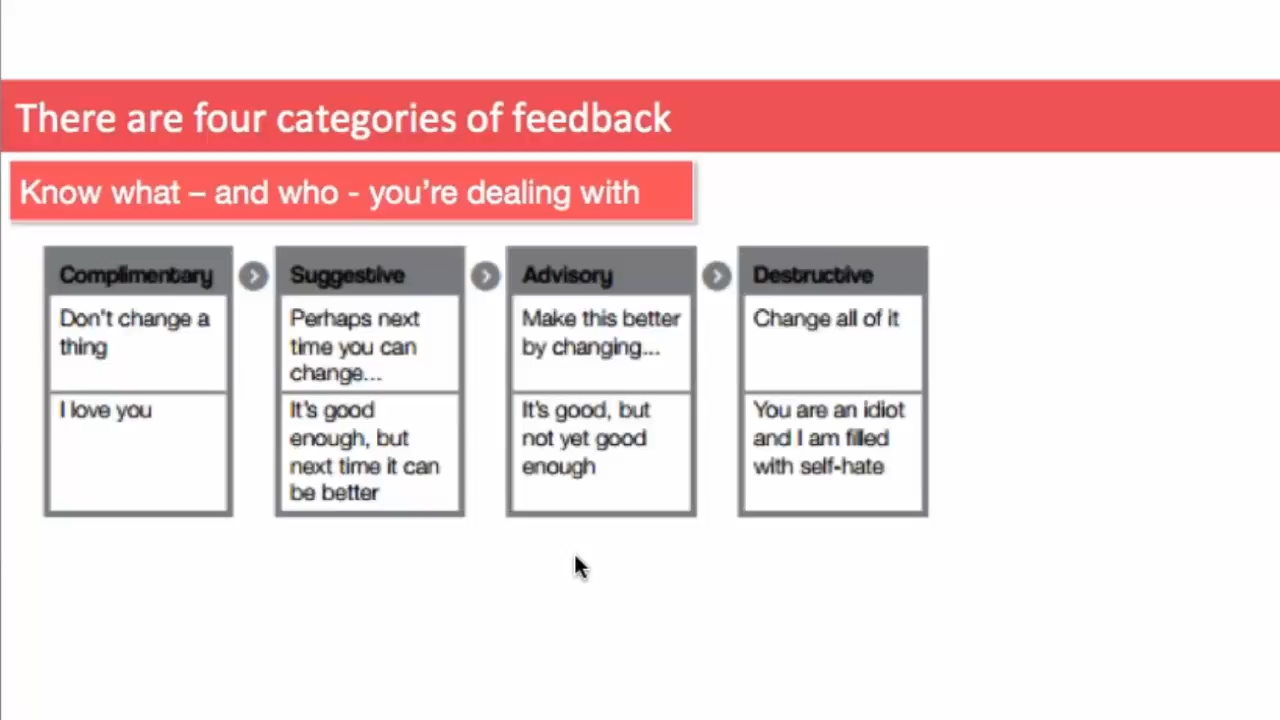 There are four categories of feedback
Know what – and who - you're dealing with
Complimentary
Don't change a
thing
I love you
Suggestive
Perhaps next
time you can
change...
It's good
enough, but
next time it can
be better
Advisory
Make this better
by changing...
It's good, but
not yet good
enough
Destructive
Change all of it
You are an idiot
and I am filled
with self-hate